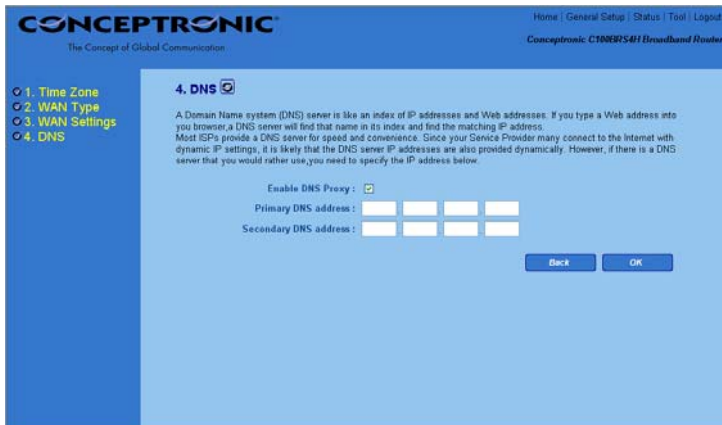 CONCEPTRONIC
The Concept of Global Communication
Home | General Setup | Status | Tool | Logout
Conceptronic C100BRS4H Broadband Router
1. Time Zone
2. WAN Type
3. WAN Settings
4. DNS
4. DNS
A Domain Name system (DNS) server is like an index of IP addresses and Web addresses. If you type a Web address into
you browser,a DNS server will find that name in its index and find the matching IP address.
Most ISPs provide a DNS server for speed and convenience. Since your Service Provider many connect to the Internet with
dynamic IP settings, it is likely that the DNS server IP addresses are also provided dynamically. However, if there is a DNS
server that you would rather use,you need to specify the IP address below.
Enable DNS Proxy :
Primary DNS address :
Secondary DNS address :
Back
OK